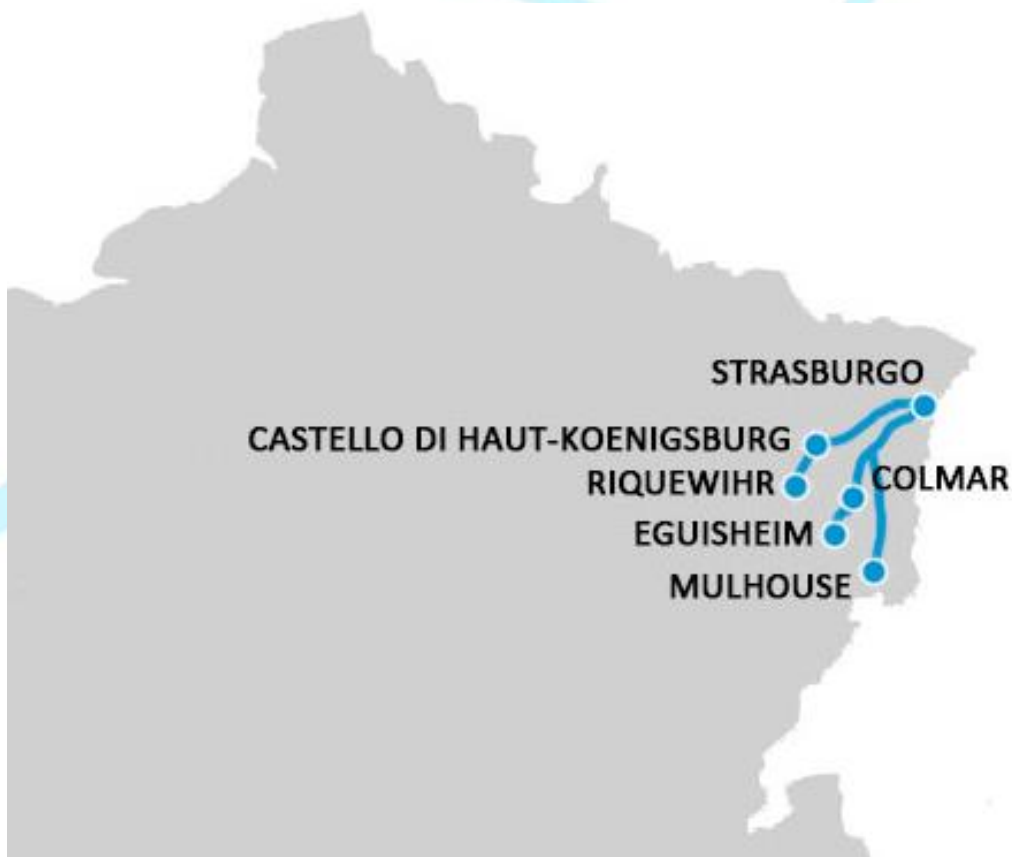 STRASBURGO
CASTELLO DI HAUT-KOENIGSBURG
RIQUEWIHR
COLMAR
EGUISHEIM
MULHOUSE